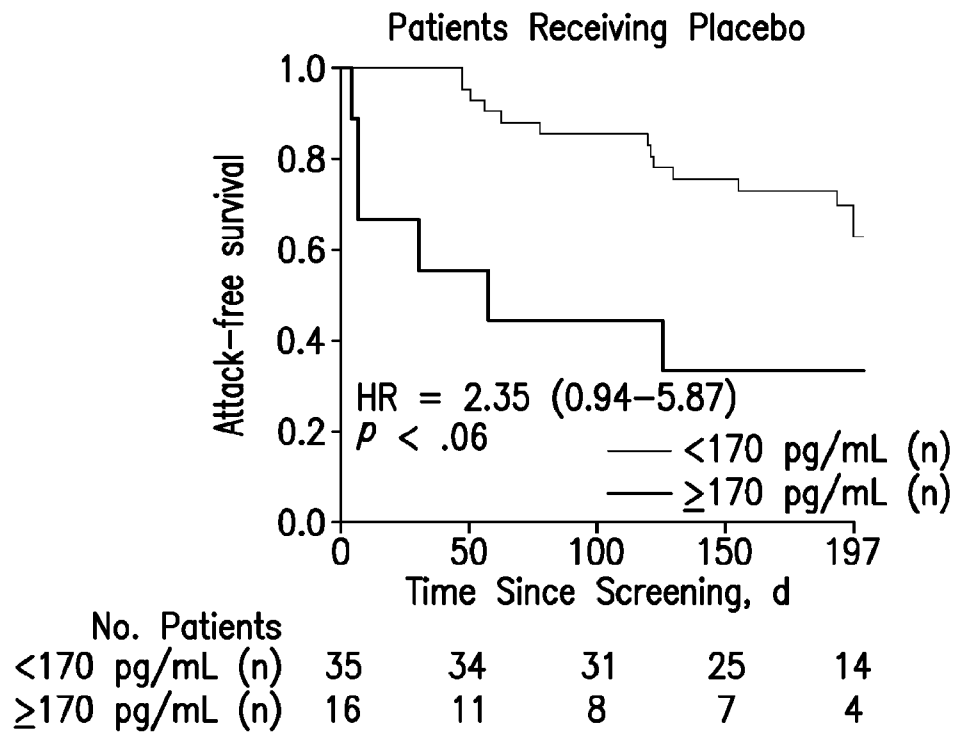 Patients Receiving Placebo
1.0
0.8
0.6
0.4
0.2
0.0
Attack-free survival
HR = 2.35 (0.94-5.87)
p < .06
<170 pg/mL (n)
≥170 pg/mL (n)
0 50 100 150 197
Time Since Screening, d
No. Patients
<170 pg/mL (n) 35 34 31 25 14
≥170 pg/mL (n) 16 11 8 7 4